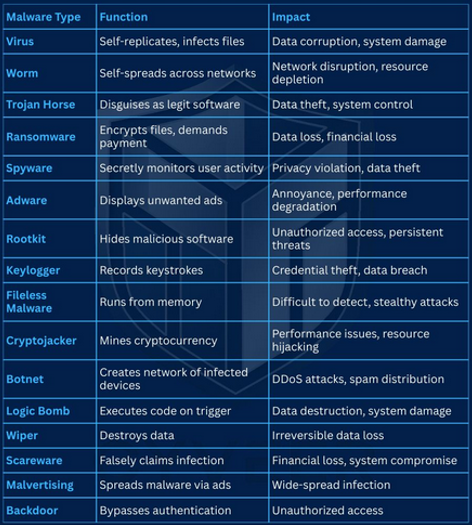 Malware Type Function Impact
Virus Self-replicates, infects files Data corruption, system damage
Worm Self-spreads across networks Network disruption, resource
depletion
Trojan Horse Disguises as legit software Data theft, system control
Ransomware Encrypts files, demands
payment Data loss, financial loss
Spyware Secretly monitors user activity Privacy violation, data theft
Adware Displays unwanted ads Annoyance, performance
degradation
Rootkit Hides malicious software Unauthorized access, persistent
threats
Keylogger Records keystrokes Credential theft, data breach
Fileless
Malware Runs from memory Difficult to detect, stealthy attacks
Cryptojacker Mines cryptocurrency Performance issues, resource
hijacking
Botnet Creates network of infected
devices DDoS attacks, spam distribution
Logic Bomb Executes code on trigger Data destruction, system damage
Wiper Destroys data Irreversible data loss
Scareware Falsely claims infection Financial loss, system compromise
Malvertising Spreads malware via ads Wide-spread infection
Backdoor Bypasses authentication Unauthorized access